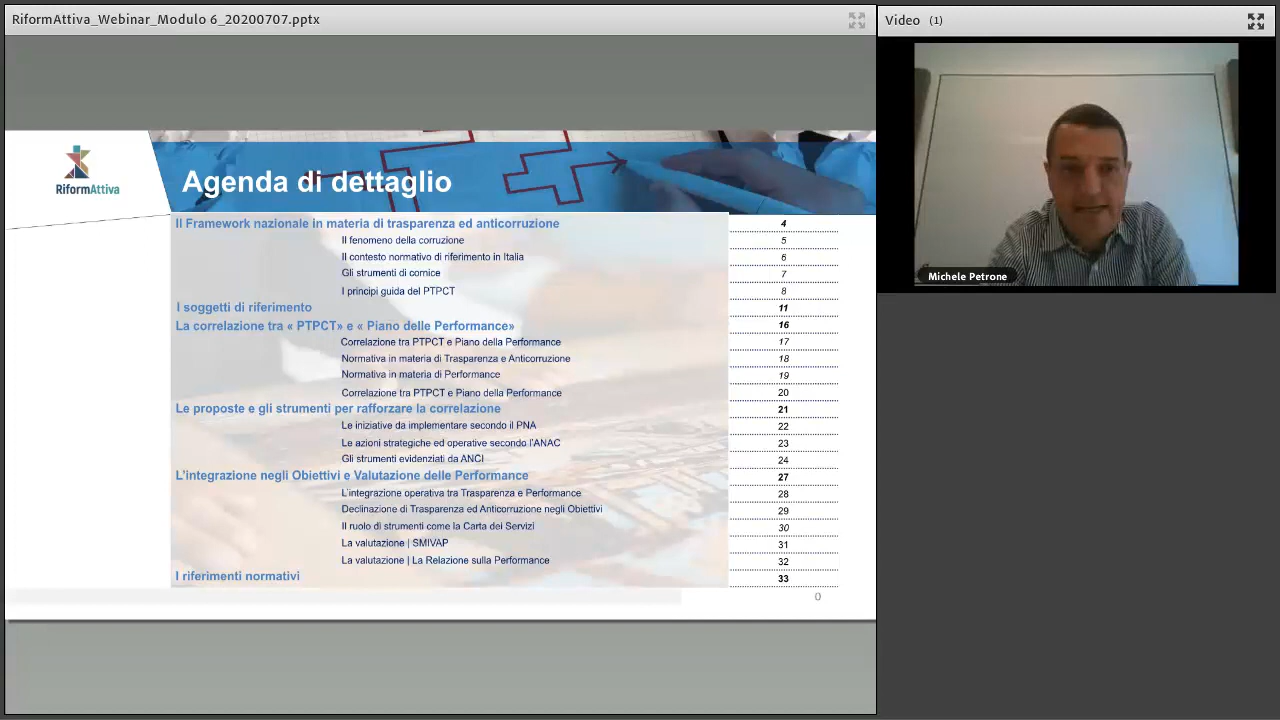 RiformAttiva_Webinar_Modulo 6_20200707.pptx
Video (1)
Michele Petrone
RiformAttiva
Agenda di dettaglio
Il Framework nazionale in materia di trasparenza ed anticorruzione 4
Il fenomeno della corruzione 5
Il contesto normativo di riferimento in Italia 6
Gli strumenti di cornice 7
I principi guida del PTPCT 8
I soggetti di riferimento 11
La correlazione tra « PTPCT» e « Piano delle Performance» 16
Correlazione tra PTPCT e Piano della Performance 17
Normativa in materia di Trasparenza e Anticorruzione 18
Normativa in materia di Performance 19
Correlazione tra PTPCT e Piano della Performance 20
Le proposte e gli strumenti per rafforzare la correlazione 21
Le iniziative da implementare secondo il PNA 22
Le azioni strategiche ed operative secondo l'ANAC 23
Gli strumenti evidenziati da ANCI 24
L'integrazione negli Obiettivi e Valutazione delle Performance 27
L'integrazione operativa tra Trasparenza e Performance 28
Declinazione di Trasparenza ed Anticorruzione negli Obiettivi 29
Il ruolo di strumenti come la Carta dei Servizi 30
La valutazione | SMIVAP 31
La valutazione | La Relazione sulla Performance 32
I riferimenti normativi 33
0